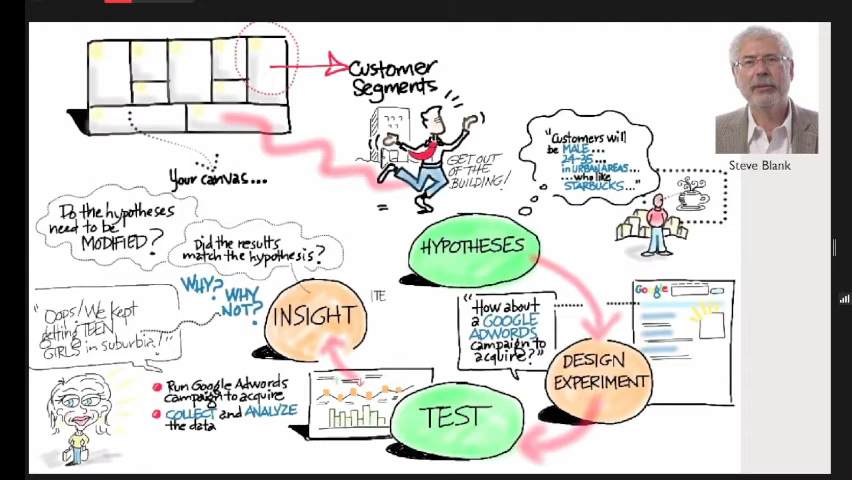 Customer
Segments
Your canvas...
GET OUT
OF THE
BUILDING!
=
"Customers will
be MALE...
24-35...
in URBAN AREAS...
...who like
STARBUCKS..."
Steve Blank
HYPOTHESES
"How about
a GOOGLE
ADWORDS
campaign to
acquire?"
Google
DESIGN
EXPERIMENT
TEST
Run Google Adwords
campaign to acquire
COLLECT and ANALYZE
the data
INSIGHT
ITE
Did the results
match the hypothesis?
WHY?
WHY
NOT?
Do the hypotheses
need to be
MODIFIED?
"Oops! We kept
getting TEEN
GIRLS in suburbia!"